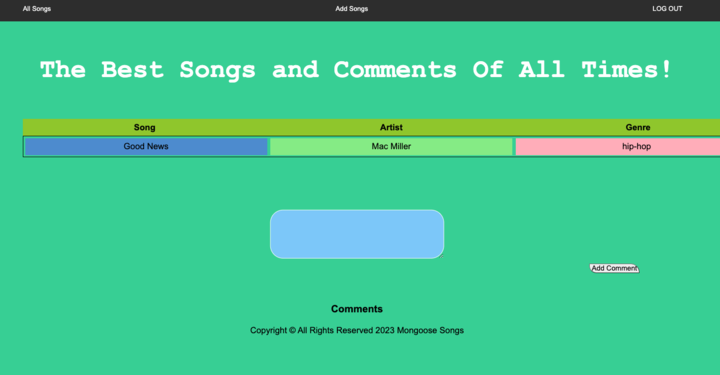 All Songs Add Songs LOG OUT
The Best Songs and Comments Of All Times!
Song Artist Genre
Good News Mac Miller hip-hop
Add Comment
Comments
Copyright © All Rights Reserved 2023 Mongoose Songs